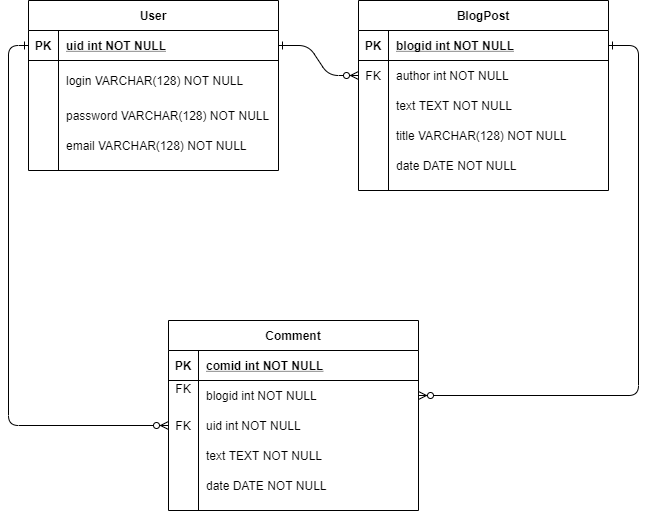 User
PK uid int NOT NULL
login VARCHAR(128) NOT NULL
password VARCHAR(128) NOT NULL
email VARCHAR(128) NOT NULL
BlogPost
PK blogid int NOT NULL
FK author int NOT NULL
text TEXT NOT NULL
title VARCHAR(128) NOT NULL
date DATE NOT NULL
Comment
PK comid int NOT NULL
FK blogid int NOT NULL
FK uid int NOT NULL
text TEXT NOT NULL
date DATE NOT NULL